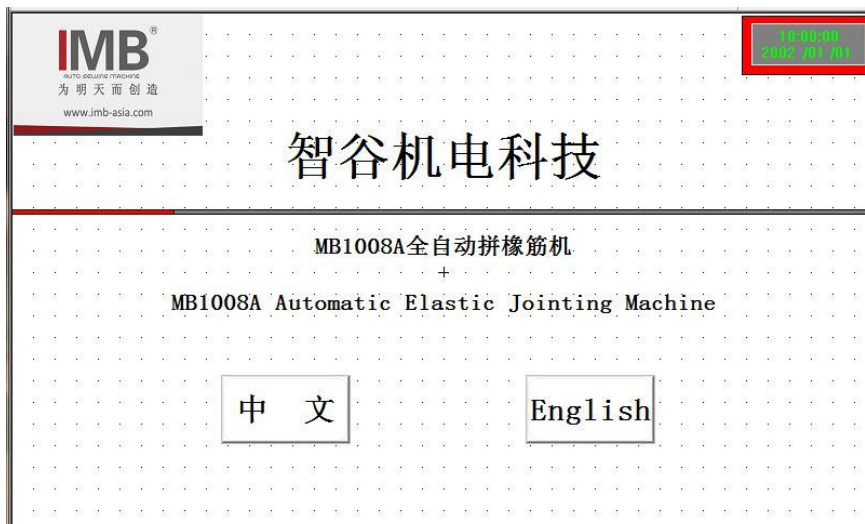 IMB®
AUTO SEWING MACHINE
为明天而创造
www.imb-asia.com
18:00:00
2002 /01 /01
智谷机电科技
MB1008A全自动拼橡筋机
+
MB1008A Automatic Elastic Jointing Machine
中 文
English